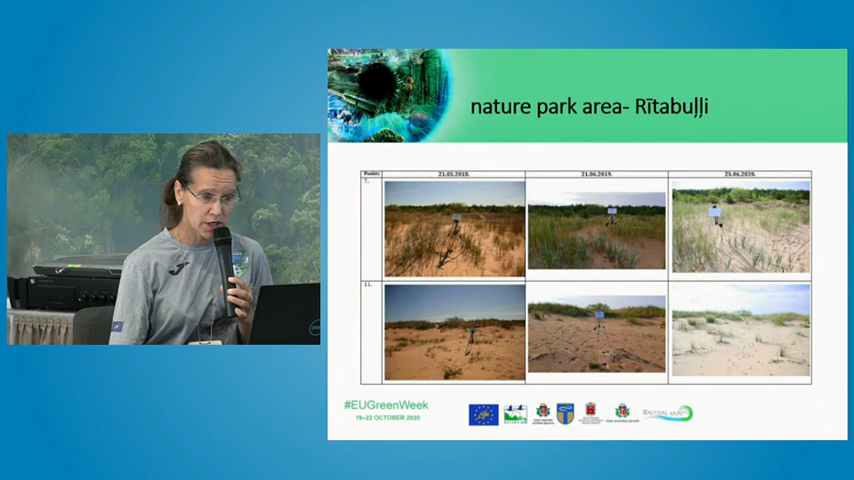 nature park area- Rītabuļļi
Punkts
21.05.2018.
21.06.2019.
25.06.2020.
7.
11.
#EUGreenWeek
19–22 OCTOBER 2020